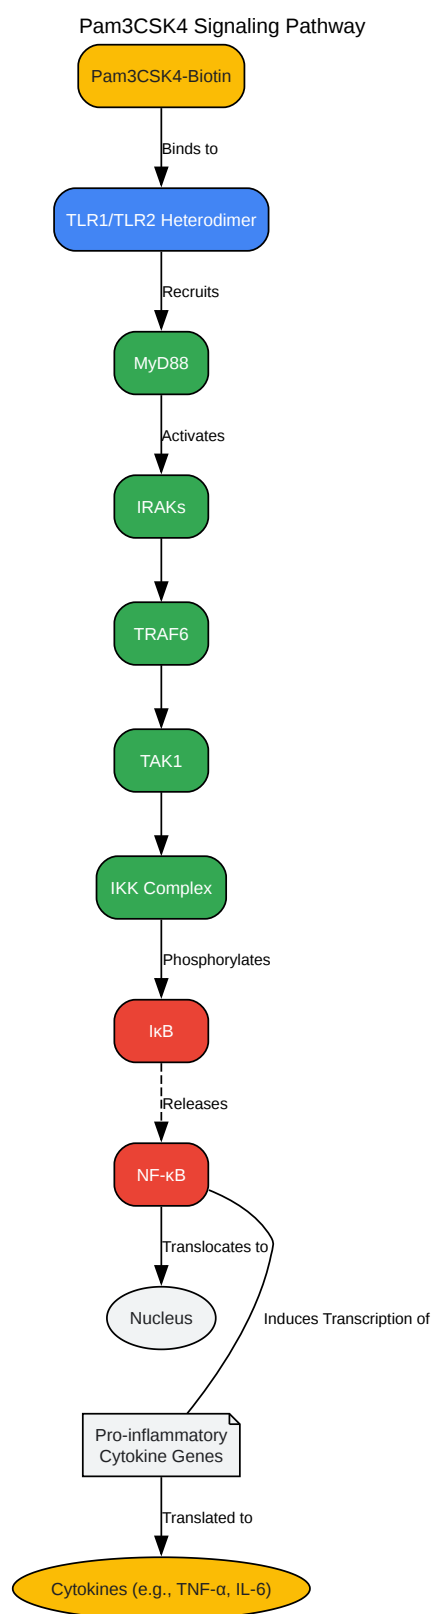 Pam3CSK4 Signaling Pathway
Pam3CSK4-Biotin
Binds to
TLR1/TLR2 Heterodimer
Recruits
MyD88
Activates
IRAKs
TRAF6
TAK1
IKK Complex
Phosphorylates
IκB
Releases
NF-κB
Translocates to
Nucleus
Induces Transcription of
Pro-inflammatory
Cytokine Genes
Translated to
Cytokines (e.g., TNF-α, IL-6)